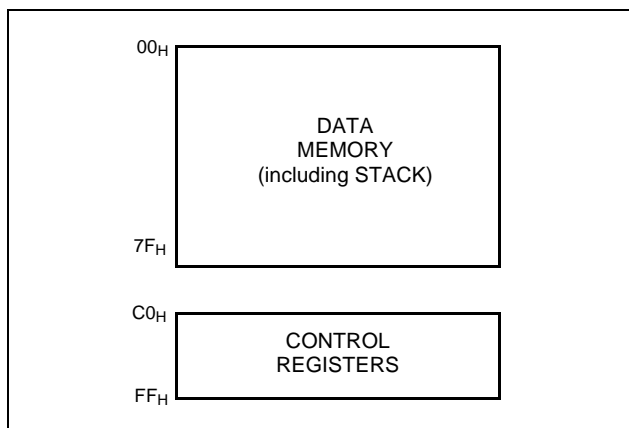 00H
DATA
MEMORY
(including STACK)
7FH
C0H
CONTROL
REGISTERS
FFH